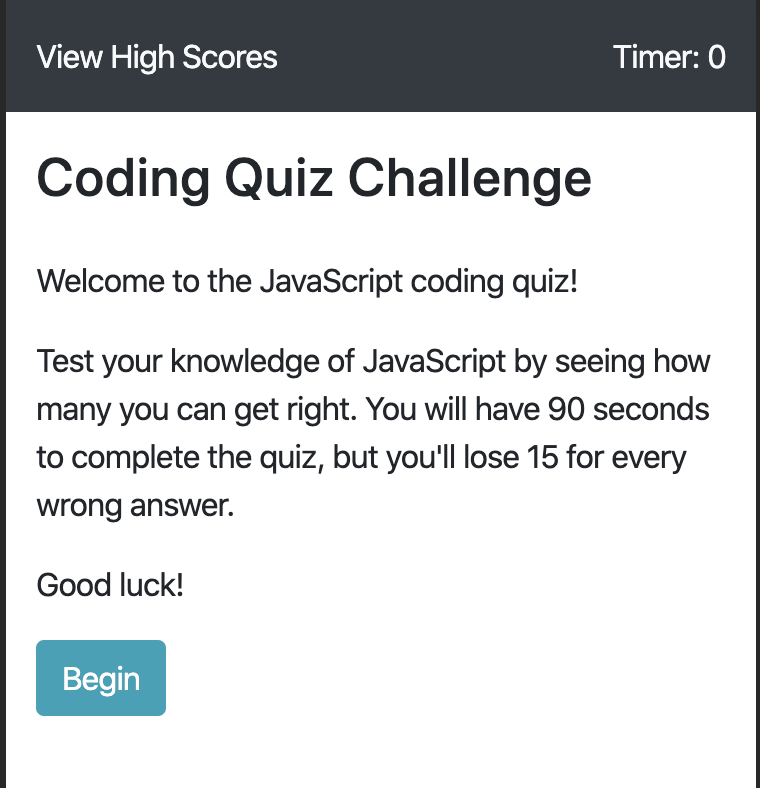 View High Scores
Timer: 0
Coding Quiz Challenge
Welcome to the JavaScript coding quiz!
Test your knowledge of JavaScript by seeing how
many you can get right. You will have 90 seconds
to complete the quiz, but you'll lose 15 for every
wrong answer.
Good luck!
Begin